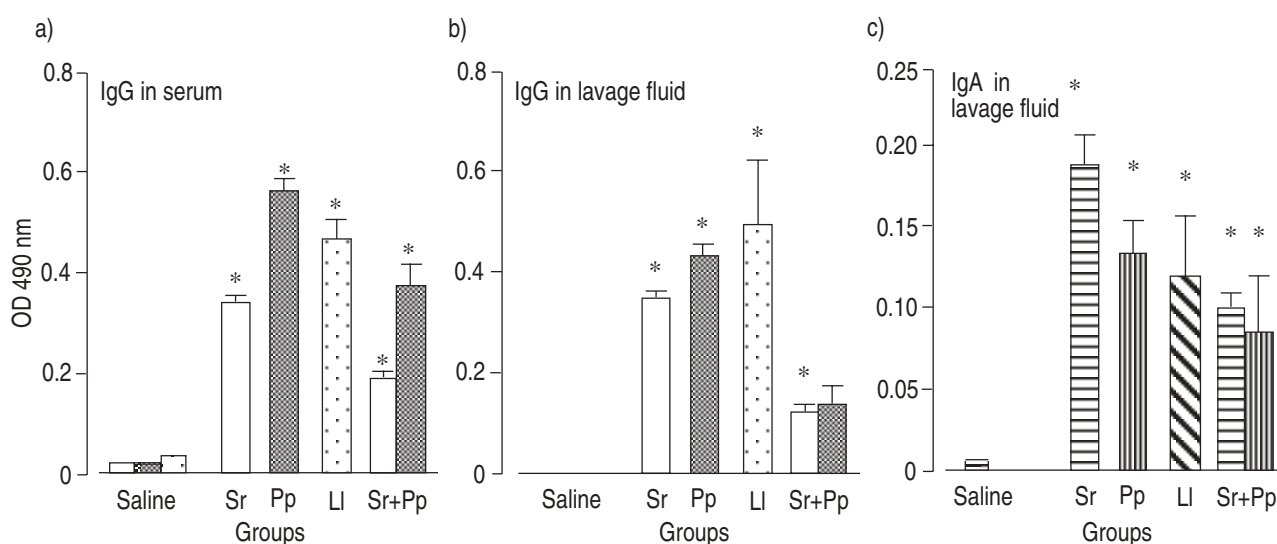 a)
IgG in serum
OD 490 nm
0.8
0.6
0.4
0.2
0
*
*
*
*
*
Saline Sr Pp Ll Sr+Pp
Groups
b)
IgG in lavage fluid
0.8
0.6
0.4
0.2
0
*
*
*
*
Saline Sr Pp Ll Sr+Pp
Groups
c)
IgA in
lavage fluid
0.25
0.20
0.15
0.10
0.05
0
*
*
*
*
*
Saline Sr Pp Ll Sr+Pp
Groups